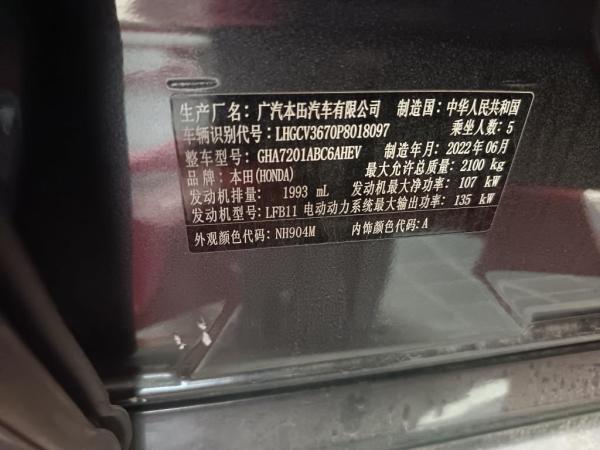 生产厂名：广汽本田汽车有限公司 制造国：中华人民共和国
车辆识别代号：LHGCV3670P8018097 乘坐人数：5
整车型号：GHA7201ABC6AHEV 制造年月：2022年06月
品牌：本田(HONDA) 最大允许总质量：2100 kg
发动机排量： 1993 mL 发动机最大净功率：107 kW
发动机型号：LFB11 电动动力系统最大输出功率：135 kW
外观颜色代码：NH904M 内饰颜色代码：A